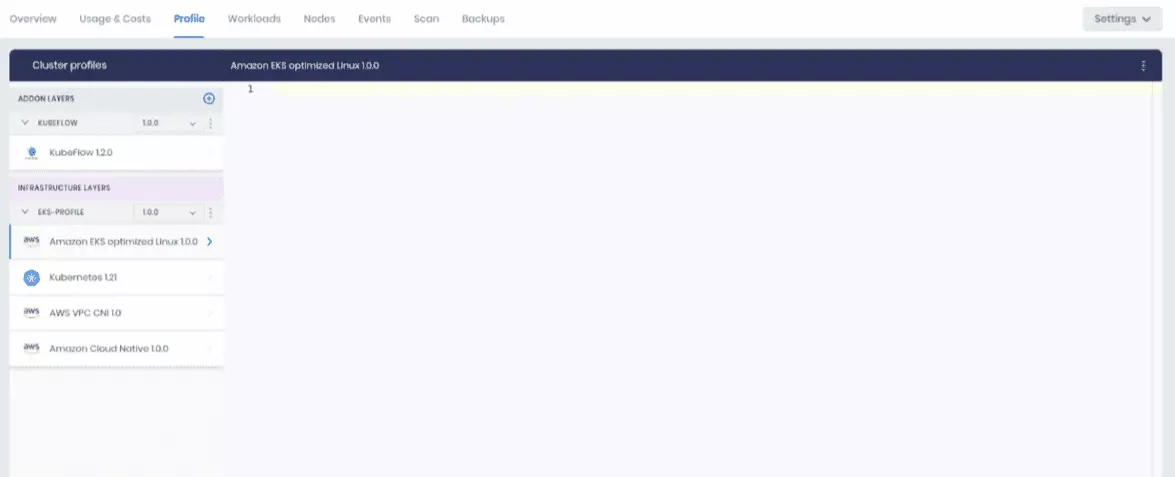 Overview Usage & Costs Profile Workloads Nodes Events Scan Backups Settings
Cluster profiles Amazon EKS optimized Linux 1.0.0
1
ADDON LAYERS
KUBEFLOW 1.0.0
KubeFlow 1.2.0
INFRASTRUCTURE LAYERS
EKS-PROFILE 1.0.0
aws Amazon EKS optimized Linux 1.0.0
Kubernetes 1.21
aws AWS VPC CNI 1.0
aws Amazon Cloud Native 1.0.0